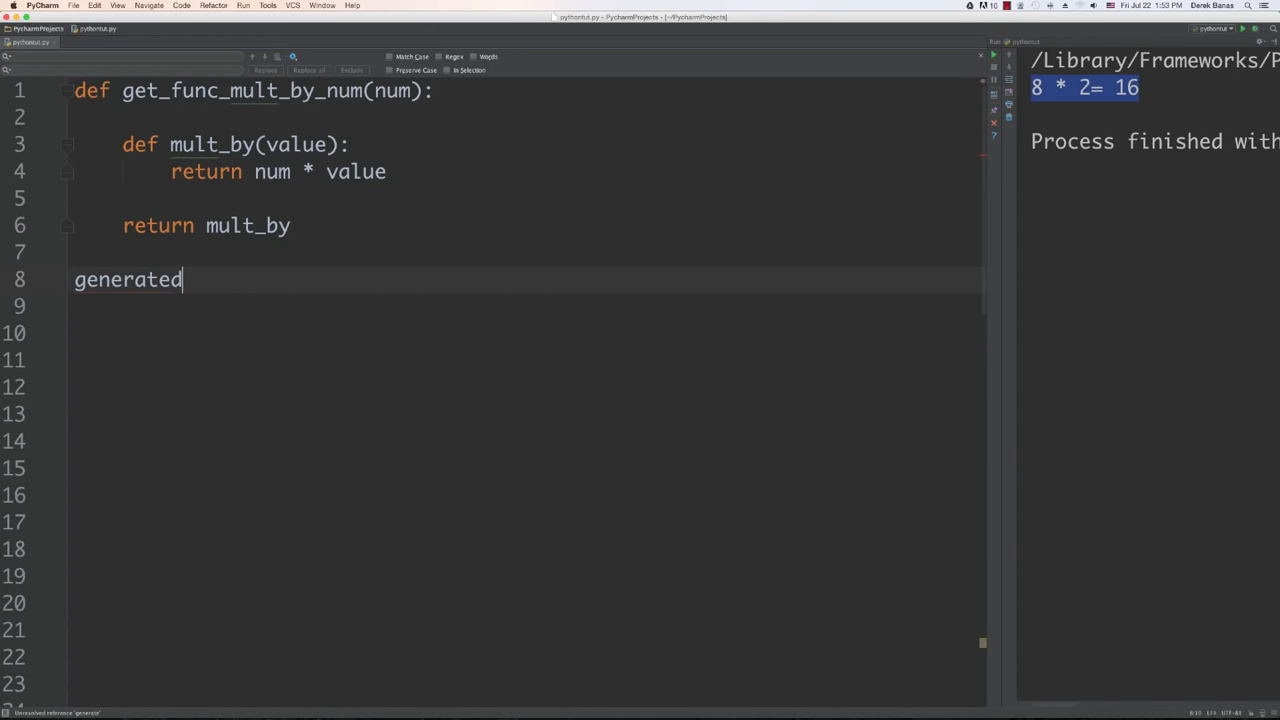 PyCharm File Edit View Navigate Code Refactor Run Tools VCS Window Help 10 Fri Jul 22 1:53 PM Derek Banas
pythontut.py - PycharmProjects - [~/PycharmProjects]
PycharmProjects pythontut.py pythontut
pythontut.py Run pythontut
Match Case Regex Words
Replace Replace all Exclude Preserve Case In Selection
1 def get_func_mult_by_num(num):
2
3 def mult_by(value):
4 return num * value
5
6 return mult_by
7
8 generated
9
10
11
12
13
14
15
16
17
18
19
20
21
22
23
/Library/Frameworks/P
8 * 2= 16
Process finished with
Unresolved reference 'generate' 8:10 LF UTF-8